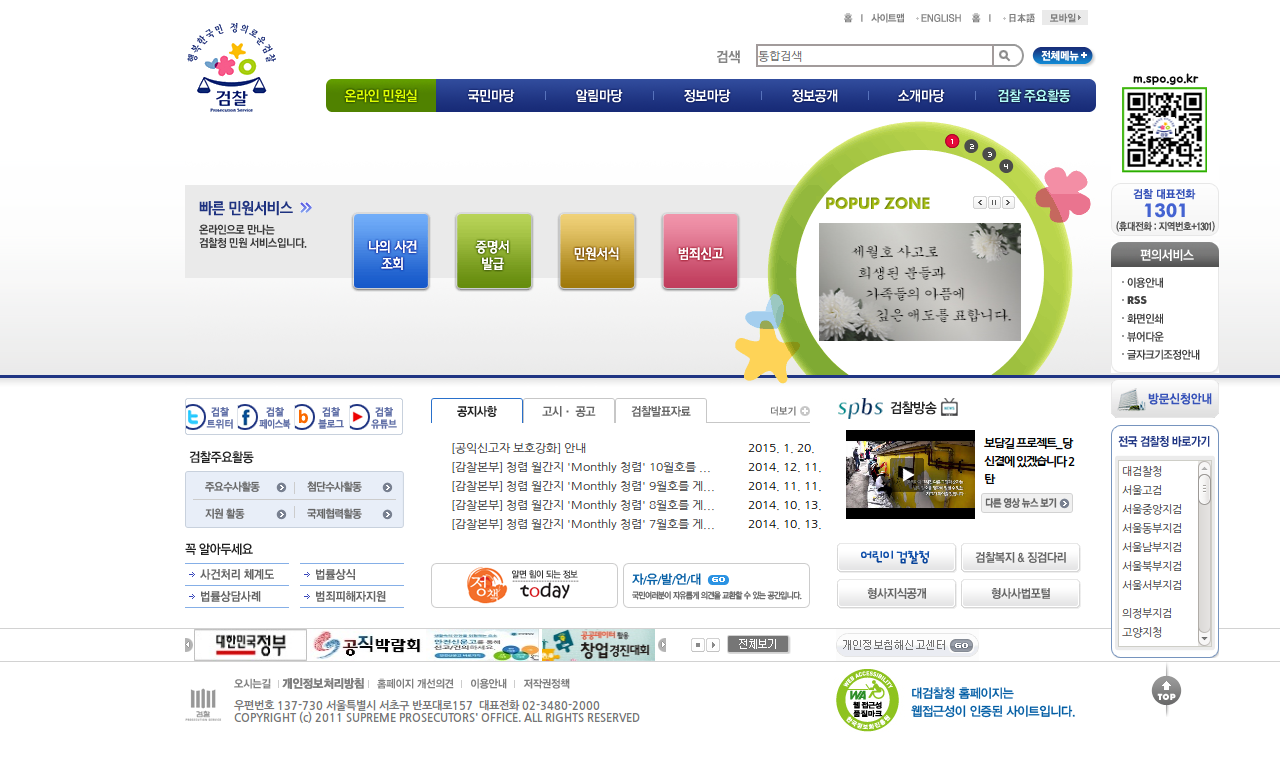 홈 사이트맵 ENGLISH 홈 日本語 모바일
행복한국민 정의로운검찰
검찰
PROSECUTION SERVICE
검색 통합검색 전체메뉴
온라인 민원실 국민마당 알림마당 정보마당 정보공개 소개마당 검찰 주요활동
m.spo.go.kr
검찰 대표전화
1301
(휴대전화 : 지역번호+1301)
편의서비스
이용안내
RSS
화면인쇄
뷰어다운
글자크기조정안내
방문신청안내
전국 검찰청 바로가기
대검찰청
서울고검
서울중앙지검
서울동부지검
서울남부지검
서울북부지검
서울서부지검
의정부지검
고양지청
TOP
빠른 민원서비스
온라인으로 만나는
검찰청 민원 서비스입니다.
나의 사건
조회
증명서
발급
민원서식
범죄신고
1 2 3 4
POPUP ZONE
세월호 사고로
희생된 분들과
가족들의 아픔에
깊은 애도를 표합니다.
검찰
트위터
검찰
페이스북
검찰
블로그
검찰
유튜브
검찰주요활동
주요수사활동 첨단수사활동
지원 활동 국제협력활동
꼭 알아두세요
사건처리 체계도 법률상식
법률상담사례 범죄피해자지원
공지사항 고시 · 공고 검찰발표자료 더보기
[공익신고자 보호강화] 안내 2015. 1. 20.
[감찰본부] 청렴 월간지 'Monthly 청렴' 10월호를 ... 2014. 12. 11.
[감찰본부] 청렴 월간지 'Monthly 청렴' 9월호를 게... 2014. 11. 11.
[감찰본부] 청렴 월간지 'Monthly 청렴' 8월호를 게... 2014. 10. 13.
[감찰본부] 청렴 월간지 'Monthly 청렴' 7월호를 게... 2014. 10. 13.
정책 알면 힘이 되는 정보
today
자/유/발/언/대 GO
국민여러분이 자유롭게 의견을 교환할 수 있는 공간입니다.
spbs 검찰방송
보담길 프로젝트_당
신곁에 있겠습니다 2
탄
다른 영상 뉴스 보기
어린이 검찰청 검찰복지 & 징검다리
형사지식공개 형사사법포털
대한민국정부
공직박람회
안전신문고를 통해
신고/건의하세요
공공데이터 활용
창업경진대회
전체보기
개인정보침해신고센터 GO
오시는길 개인정보처리방침 홈페이지 개선의견 이용안내 저작권정책
검찰
우편번호 137-730 서울특별시 서초구 반포대로157 대표전화 02-3480-2000
COPYRIGHT (c) 2011 SUPREME PROSECUTORS' OFFICE. ALL RIGHTS RESERVED
WEB ACCESSIBILITY
WA
웹 접근성
품질마크
대검찰청 홈페이지는
웹접근성이 인증된 사이트입니다.